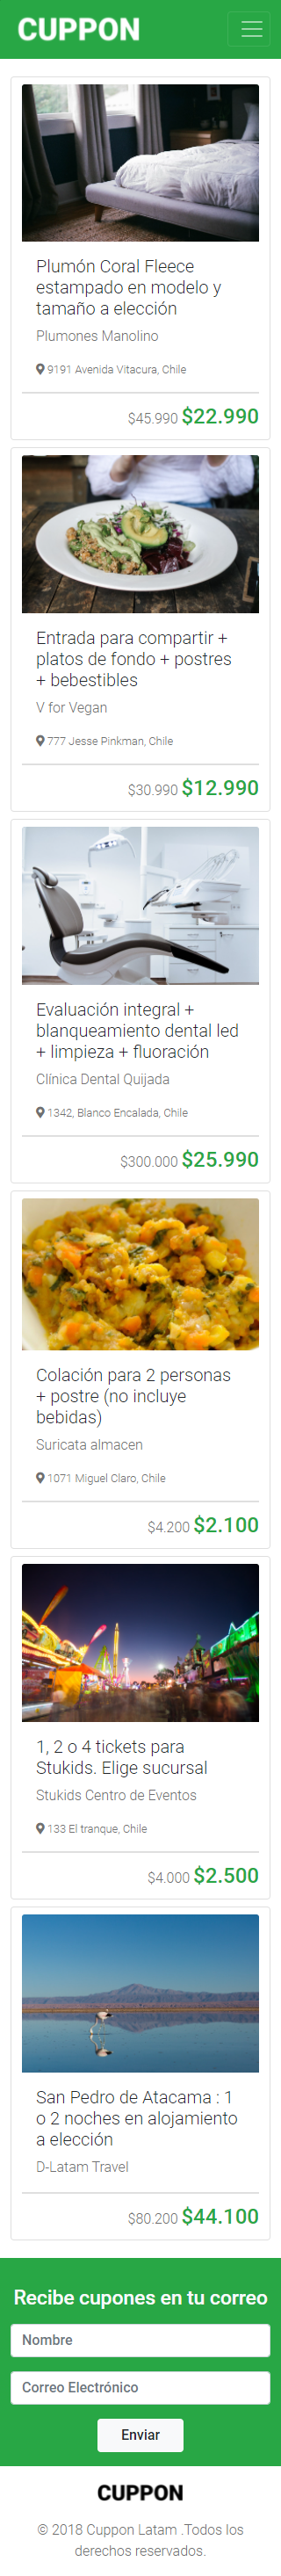 CUPPON
Plumón Coral Fleece
estampado en modelo y
tamaño a elección
Plumones Manolino
9191 Avenida Vitacura, Chile
$45.990 $22.990
Entrada para compartir +
platos de fondo + postres
+ bebestibles
V for Vegan
777 Jesse Pinkman, Chile
$30.990 $12.990
Evaluación integral +
blanqueamiento dental led
+ limpieza + fluoración
Clínica Dental Quijada
1342, Blanco Encalada, Chile
$300.000 $25.990
Colación para 2 personas
+ postre (no incluye
bebidas)
Suricata almacen
1071 Miguel Claro, Chile
$4.200 $2.100
1, 2 o 4 tickets para
Stukids. Elige sucursal
Stukids Centro de Eventos
133 El tranque, Chile
$4.000 $2.500
San Pedro de Atacama : 1
o 2 noches en alojamiento
a elección
D-Latam Travel
$80.200 $44.100
Recibe cupones en tu correo
Nombre
Correo Electrónico
Enviar
CUPPON
© 2018 Cuppon Latam .Todos los
derechos reservados.